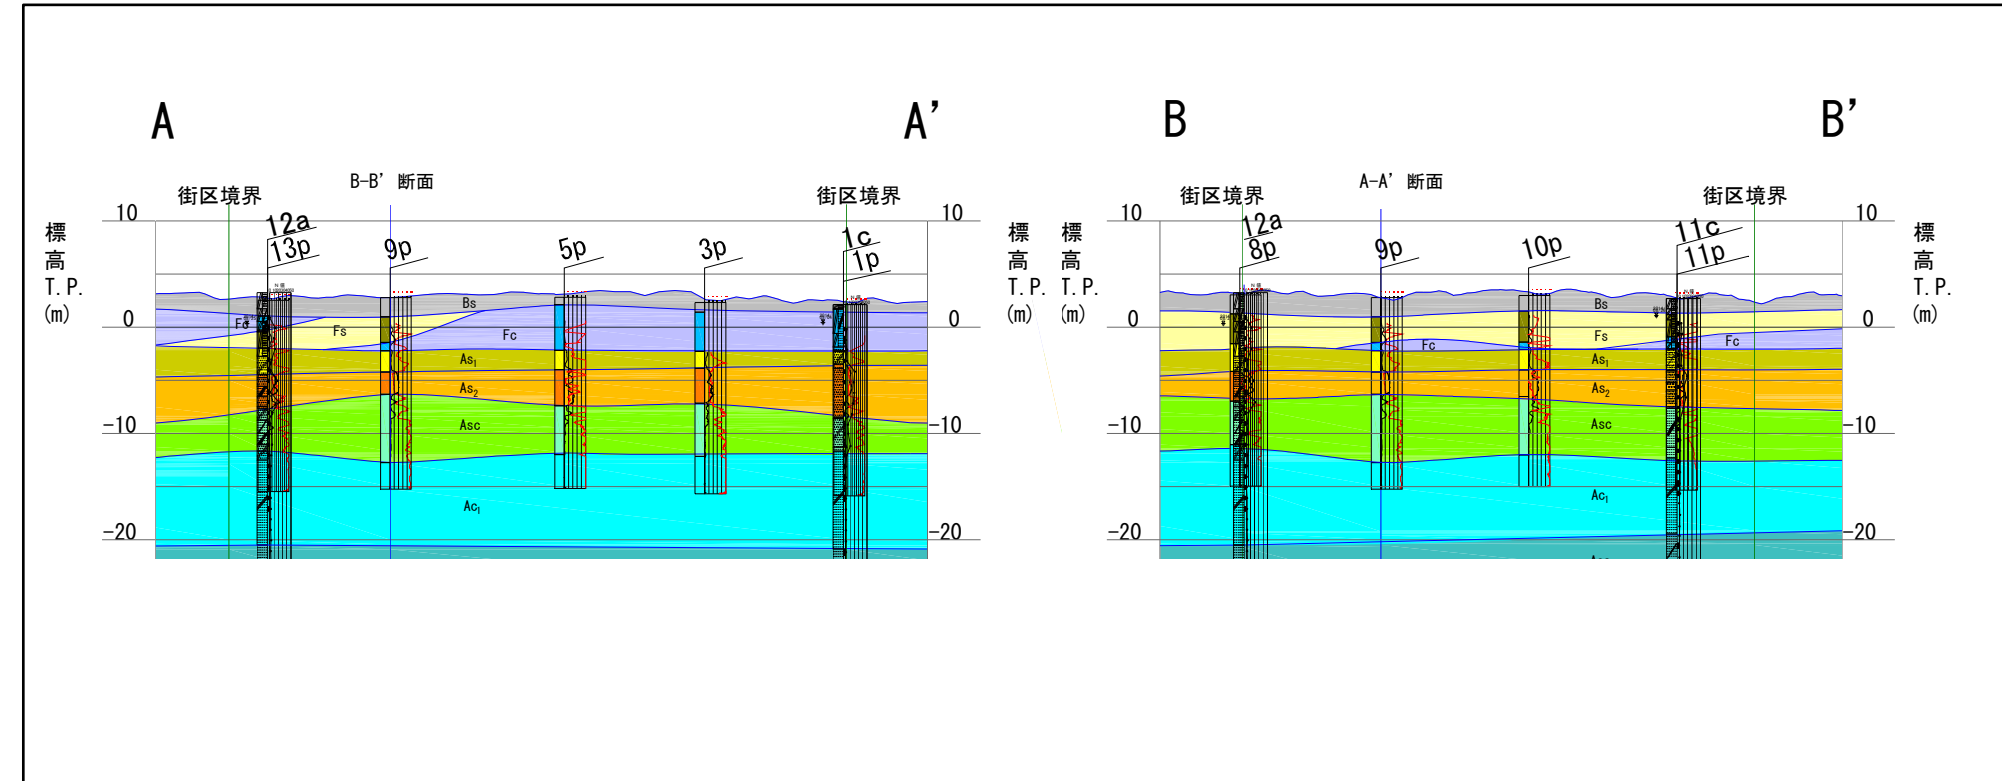 A
A'
B
B'
街区境界
B-B' 断面
街区境界
街区境界
A-A' 断面
街区境界
10
10
10
10
標高 T.P. (m)
標高 T.P. (m)
標高 T.P. (m)
標高 T.P. (m)
12a
13p
9p
5p
3p
1c
1p
12a
8p
9p
10p
11c
11p
Bs
Bs
0
0
0
0
Fc
Fs
Fc
Fs
Fc
Fc
As1
As1
As2
As2
-10
Asc
-10
-10
Asc
-10
Ac1
Ac1
-20
-20
-20
-20